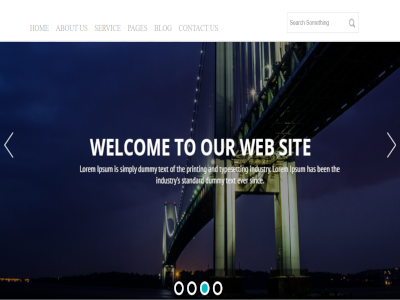 HOME ABOUT US SERVICE PAGES BLOG CONTACT US
Search Something
WELCOME TO OUR WEB SITE
Lorem Ipsum is simply dummy text of the printing and typesetting industry. Lorem Ipsum has been the
industry's standard dummy text ever since.